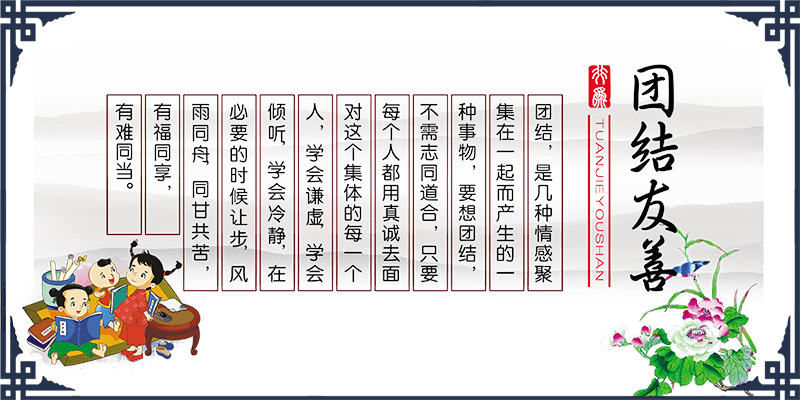 团结友善
TUANJIEYOUSHAN
团结，是几种情感聚
集在一起而产生的一
种事物，要想团结，
不需志同道合，只要
每个人都用真诚去面
对这个集体的每一个
人，学会谦虚，学会
倾听，学会冷静，在
必要的时候让步，风
雨同舟，同甘共苦，
有福同享，
有难同当。